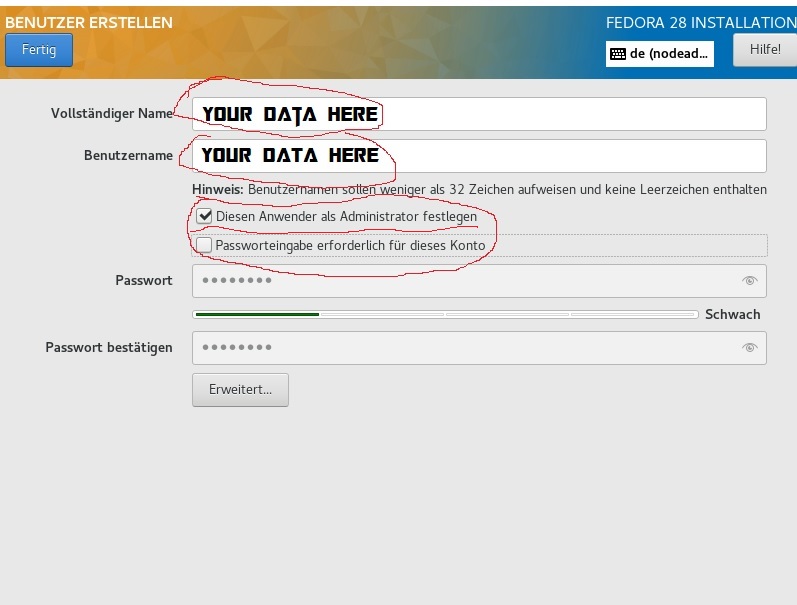 BENUTZER ERSTELLEN
FEDORA 28 INSTALLATION
Fertig
de (nodead...
Hilfe!
Vollständiger Name
YOUR DATA HERE
Benutzername
YOUR DATA HERE
Hinweis: Benutzernamen sollen weniger als 32 Zeichen aufweisen und keine Leerzeichen enthalten
Diesen Anwender als Administrator festlegen
Passworteingabe erforderlich für dieses Konto
Passwort ●●●●●●●●
Schwach
Passwort bestätigen ●●●●●●●●
Erweitert...